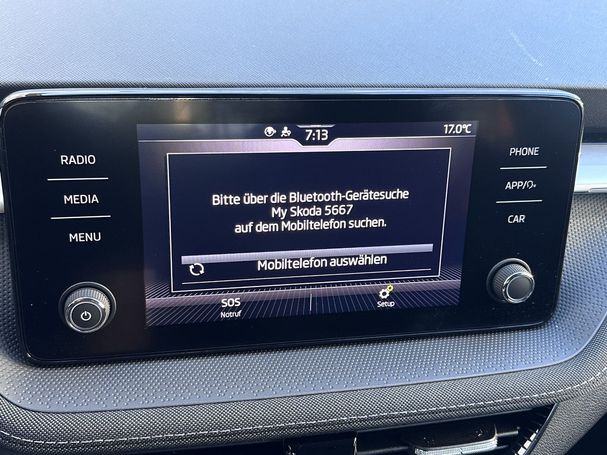 7:13
17.0°C
RADIO
MEDIA
MENU
Bitte über die Bluetooth-Gerätesuche
My Skoda 5667
auf dem Mobiltelefon suchen.
Mobiltelefon auswählen
SOS
Notruf
Setup
PHONE
APP/
CAR